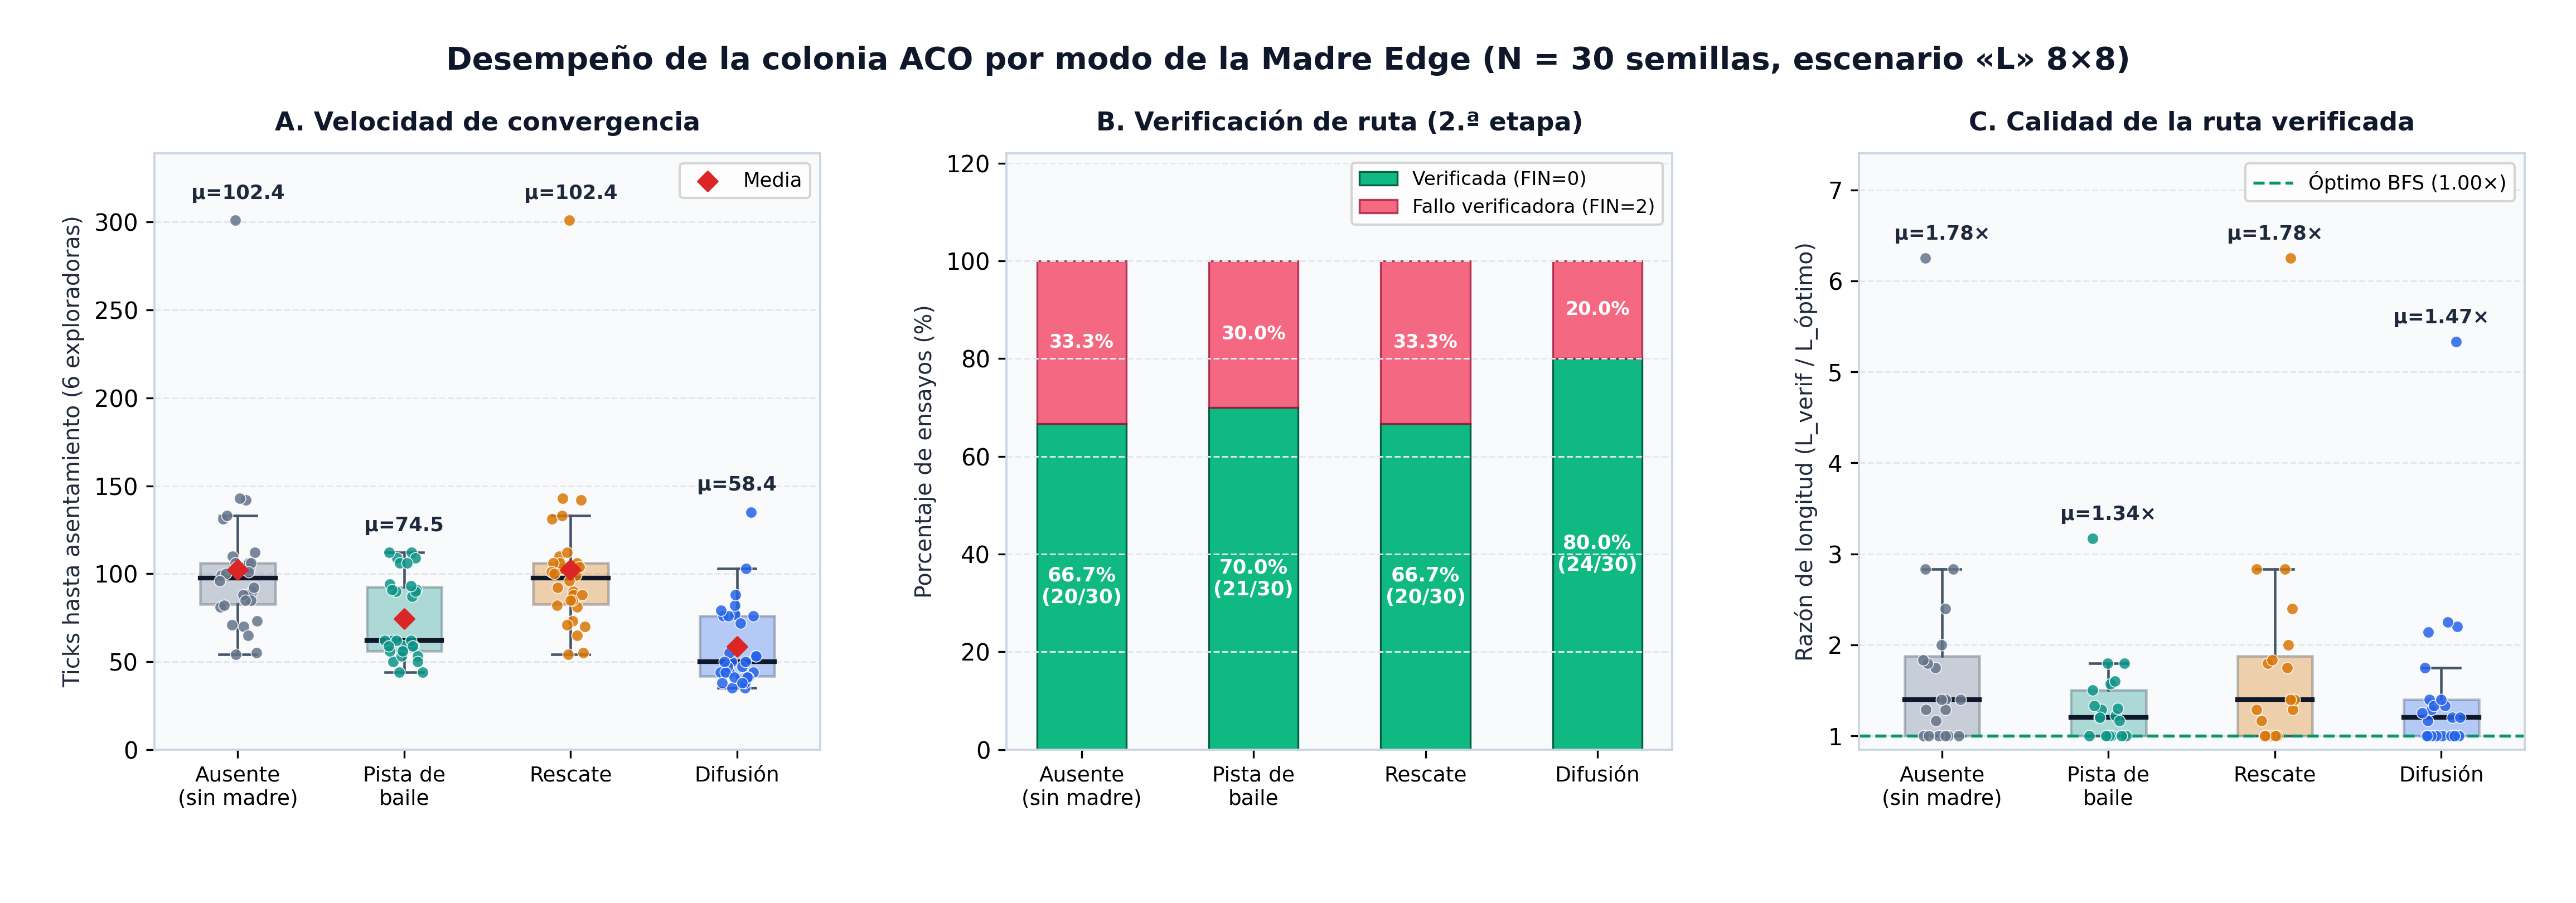 Desempeño de la colonia ACO por modo de la Madre Edge (N = 30 semillas, escenario «L» 8×8)
A. Velocidad de convergencia
Ticks hasta asentamiento (6 exploradoras)
300
250
200
150
100
50
0
Media
μ=102.4
μ=74.5
μ=102.4
μ=58.4
Ausente
(sin madre)
Pista de
baile
Rescate
Difusión
B. Verificación de ruta (2.ª etapa)
Porcentaje de ensayos (%)
120
100
80
60
40
20
0
Verificada (FIN=0)
Fallo verificadora (FIN=2)
33.3%
30.0%
33.3%
20.0%
66.7%
(20/30)
70.0%
(21/30)
66.7%
(20/30)
80.0%
(24/30)
Ausente
(sin madre)
Pista de
baile
Rescate
Difusión
C. Calidad de la ruta verificada
Razón de longitud (L_verif / L_óptimo)
7
6
5
4
3
2
1
Óptimo BFS (1.00×)
μ=1.78×
μ=1.34×
μ=1.78×
μ=1.47×
Ausente
(sin madre)
Pista de
baile
Rescate
Difusión